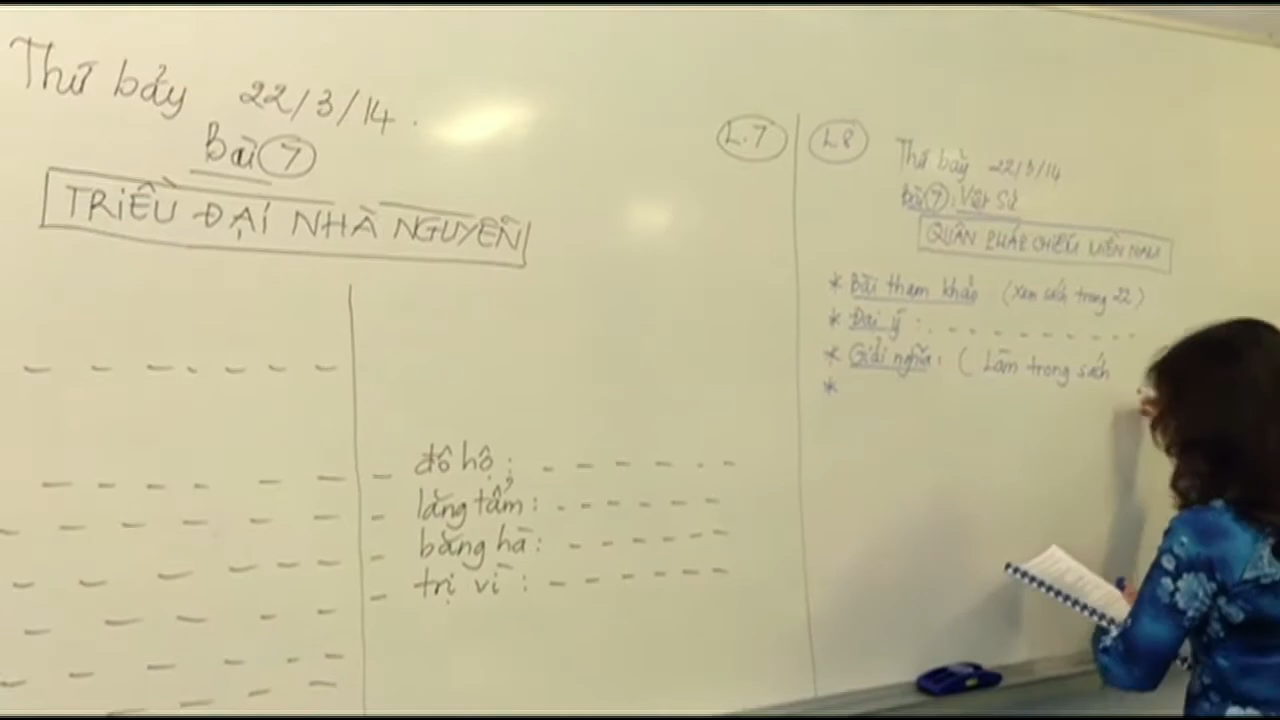 Thứ bảy 22/3/14.
Bài 7
TRIỀU ĐẠI NHÀ NGUYỄN
- đô hộ : - - - - - -
- lăng tẩm : - - - - -
- băng hà : - - - - -
- trị vì : - - - - - -
L.7
L.8
Thứ bảy 22/3/14
Bài 7 : Việt Sử
QUÂN PHÁP CHIẾM MIỀN NAM
* Bài tham khảo (Xem sách trang 22)
* Đại ý : - - - - - - - -
* Giải nghĩa : ( Làm trong sách
*